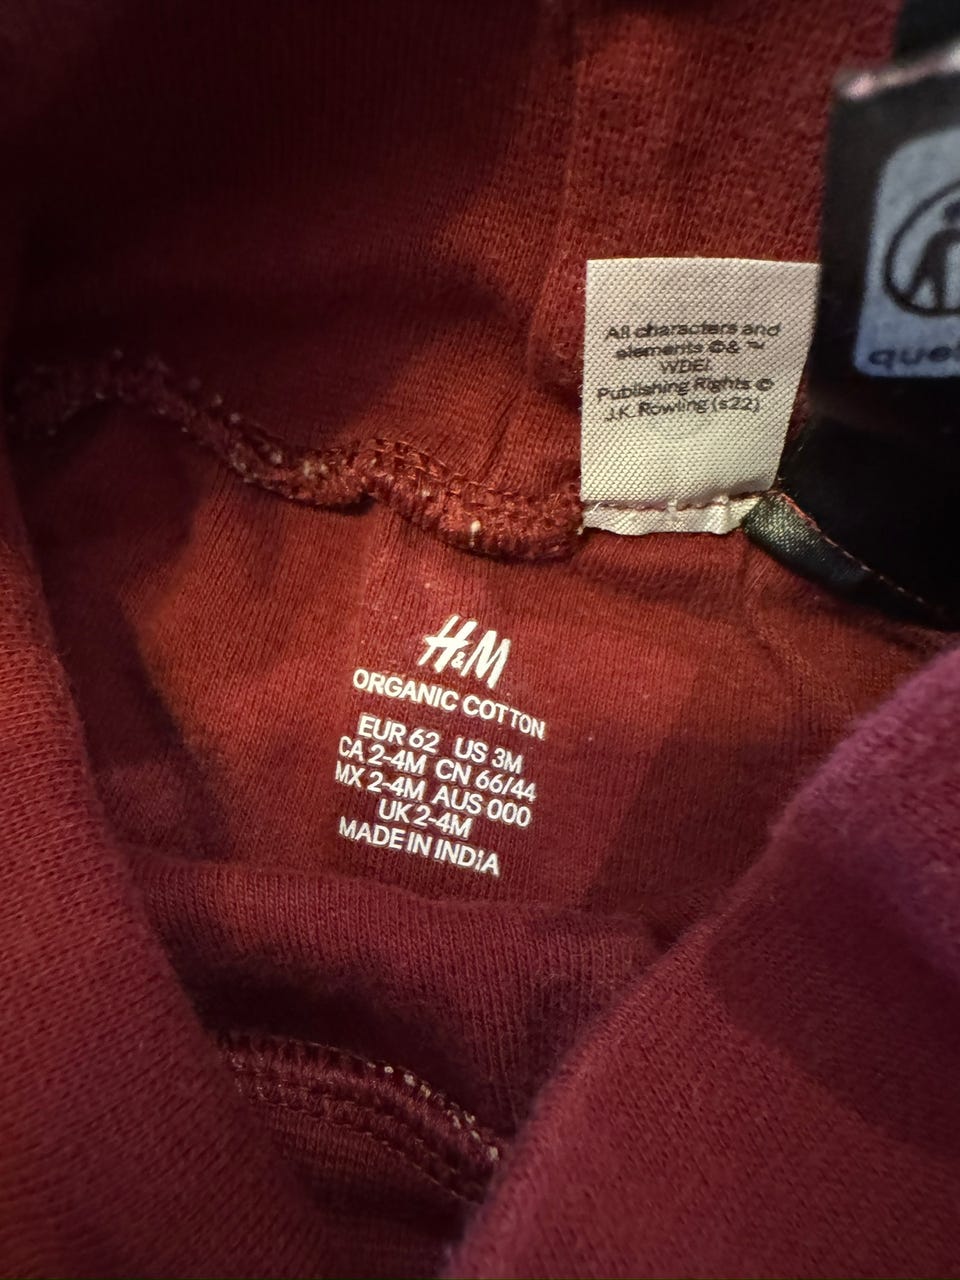 All characters and
elements ©& ™
WDEI.
Publishing Rights ©
J.K. Rowling (s22)
H&M
ORGANIC COTTON
EUR 62 US 3M
CA 2-4M CN 66/44
MX 2-4M AUS 000
UK 2-4M
MADE IN INDIA